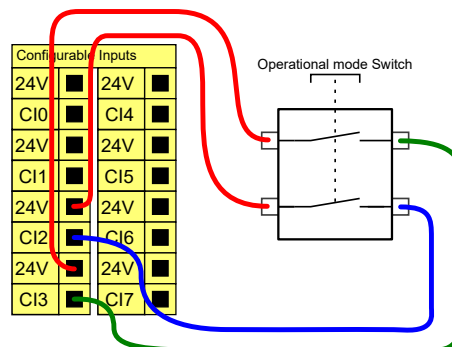 Configurable Inputs
Operational mode Switch
24V 24V
CI0 CI4
24V 24V
CI1 CI5
24V 24V
CI2 CI6
24V 24V
CI3 CI7